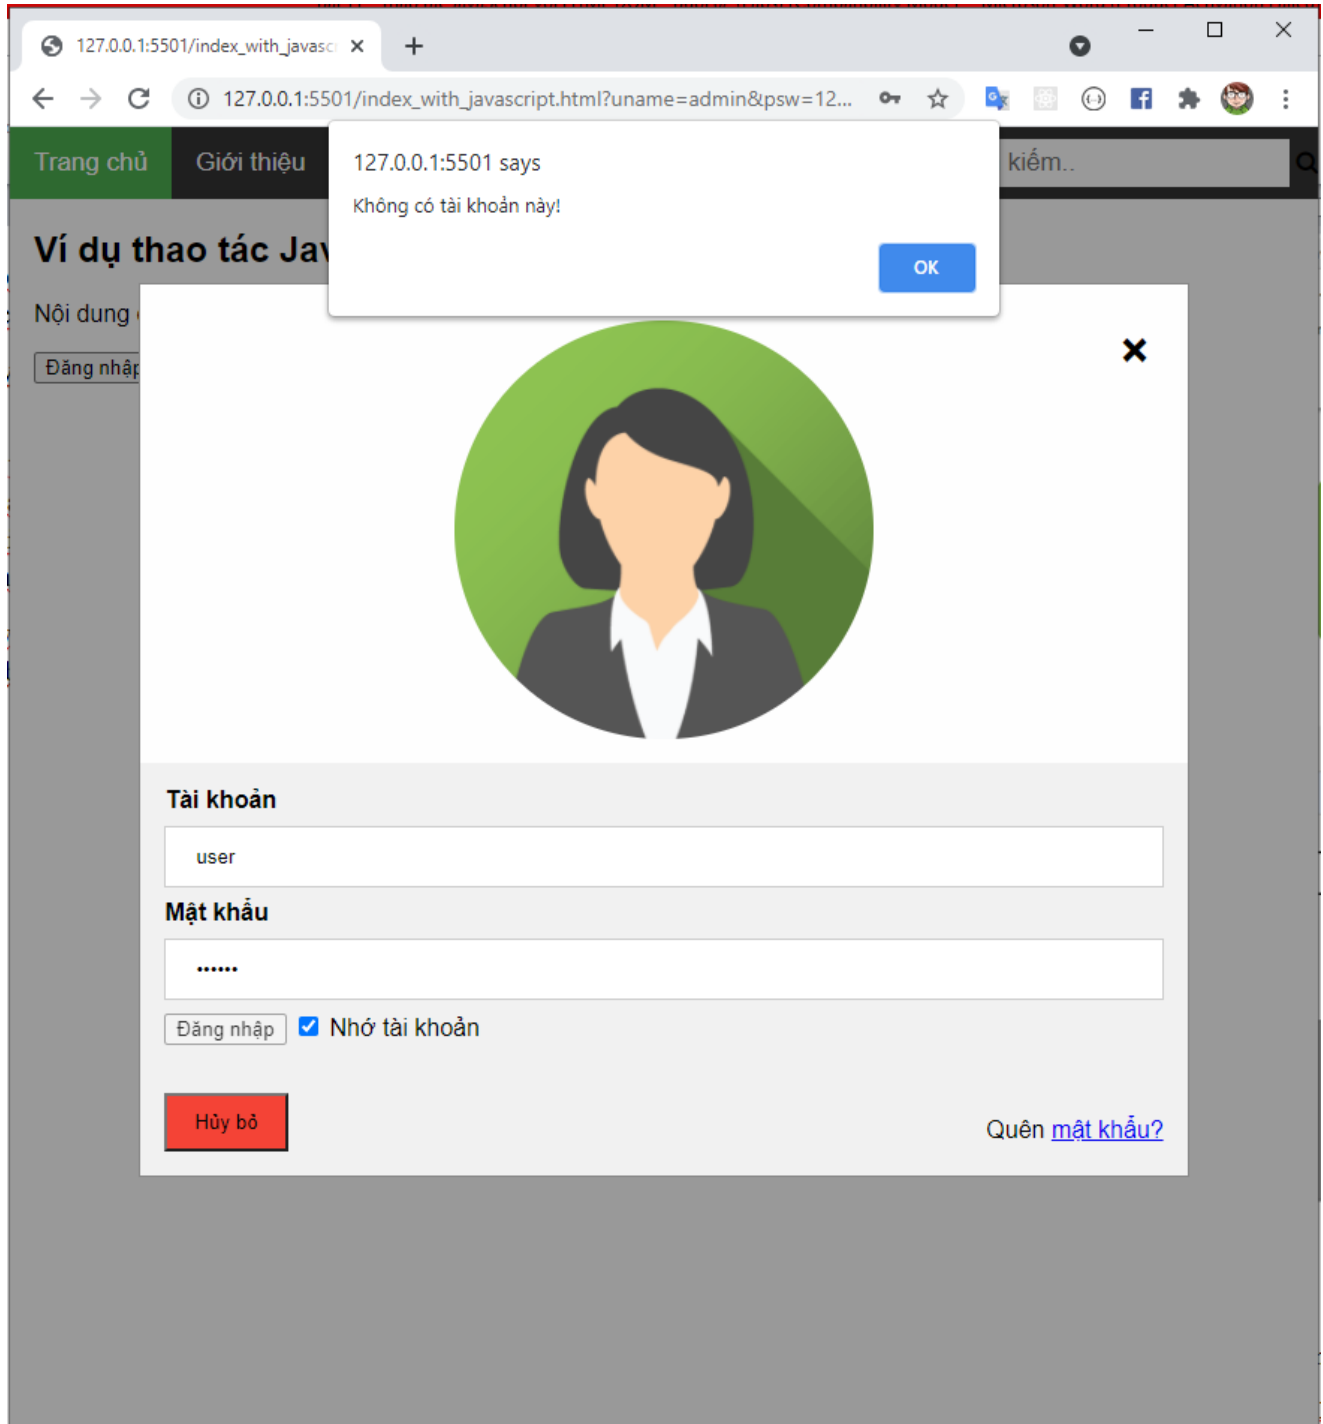 127.0.0.1:5501/index_with_javasc
127.0.0.1:5501/index_with_javascript.html?uname=admin&psw=12...
Trang chủ
Giới thiệu
kiếm..
127.0.0.1:5501 says
Không có tài khoản này!
OK
Ví dụ thao tác Jav
Nội dung
Đăng nhập
Tài khoản
user
Mật khẩu
••••••
Đăng nhập
Nhớ tài khoản
Hủy bỏ
Quên mật khẩu?